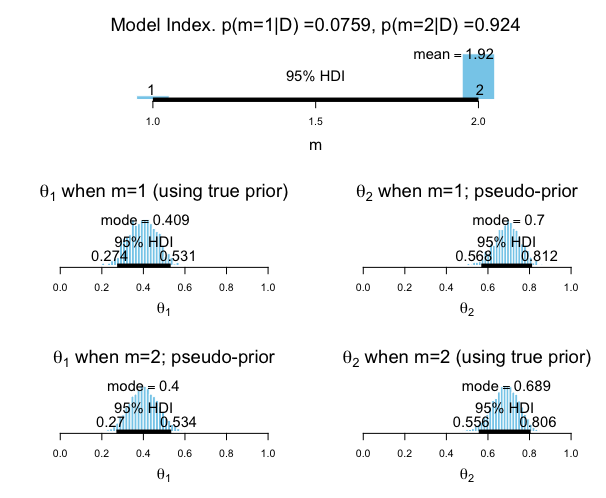 Model Index. p(m=1|D) =0.0759, p(m=2|D) =0.924
mean = 1.92
95% HDI
1 2
1.0 1.5 2.0
m
θ1 when m=1 (using true prior)
mode = 0.409
95% HDI
0.274 0.531
0.0 0.2 0.4 0.6 0.8 1.0
θ1
θ2 when m=1; pseudo-prior
mode = 0.7
95% HDI
0.568 0.812
0.0 0.2 0.4 0.6 0.8 1.0
θ2
θ1 when m=2; pseudo-prior
mode = 0.4
95% HDI
0.27 0.534
0.0 0.2 0.4 0.6 0.8 1.0
θ1
θ2 when m=2 (using true prior)
mode = 0.689
95% HDI
0.556 0.806
0.0 0.2 0.4 0.6 0.8 1.0
θ2